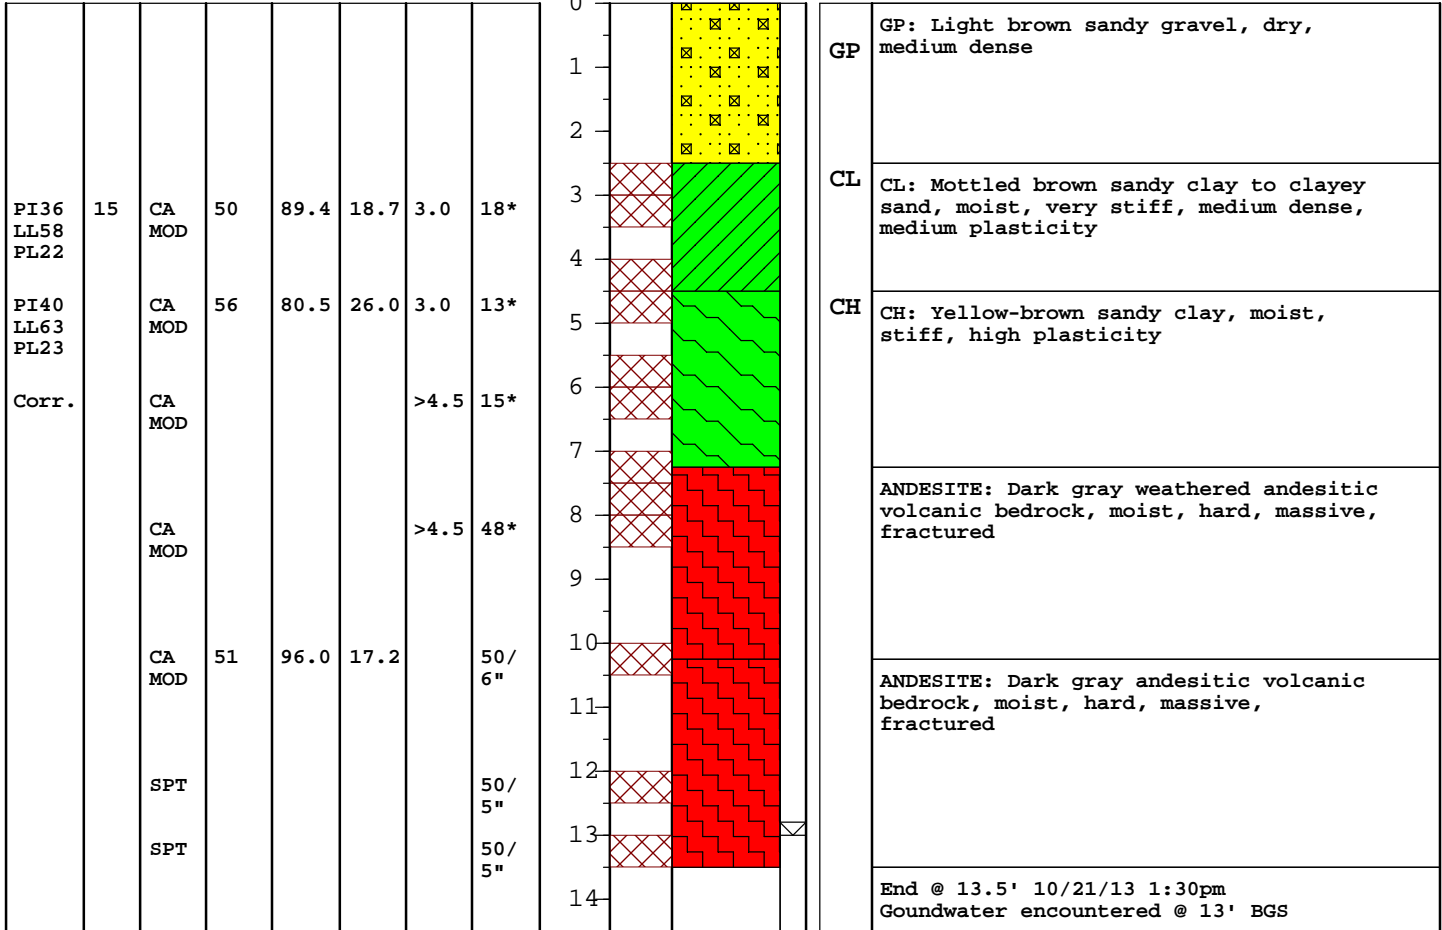 0
GP
GP: Light brown sandy gravel, dry,
medium dense
1
2
CL
CL: Mottled brown sandy clay to clayey
sand, moist, very stiff, medium dense,
medium plasticity
3
PI36 15 CA 50 89.4 18.7 3.0 18*
LL58 MOD
PL22
4
PI40 CA 56 80.5 26.0 3.0 13*
LL63 MOD
PL23
5
CH
CH: Yellow-brown sandy clay, moist,
stiff, high plasticity
6
Corr. CA >4.5 15*
MOD
7
ANDESITE: Dark gray weathered andesitic
volcanic bedrock, moist, hard, massive,
fractured
8
CA >4.5 48*
MOD
9
10
CA 51 96.0 17.2 50/
MOD 6"
ANDESITE: Dark gray andesitic volcanic
bedrock, moist, hard, massive,
fractured
11
12
SPT 50/
5"
13
SPT 50/
5"
14
End @ 13.5' 10/21/13 1:30pm
Goundwater encountered @ 13' BGS